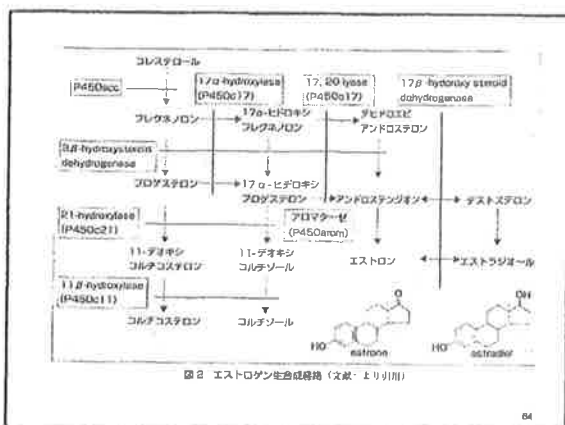 コレステロール
P450scc
17α-hydroxylase
(P450c17)
17, 20 lyase
(P450c17)
17β-hydoroxy steroid
dehydrogenase
プレグネノロン
17α-ヒドロキシ
プレグネノロン
デヒドロエピ
アンドロステロン
3β-hydroxysteroid
dehydrogenase
プロゲステロン
17α-ヒドロキシ
プロゲステロン
アンドロステンジオン
テストステロン
21-hydroxylase
(P450c21)
アロマターゼ
(P450arom)
11-デオキシ
コルチコステロン
11-デオキシ
コルチゾール
エストロン
エストラジオール
11β-hydroxylase
(P450c11)
コルチコステロン
コルチゾール
O
HO
estrone
OH
HO
estradiol
図2 エストロゲン生合成経路（文献 より引用）
64